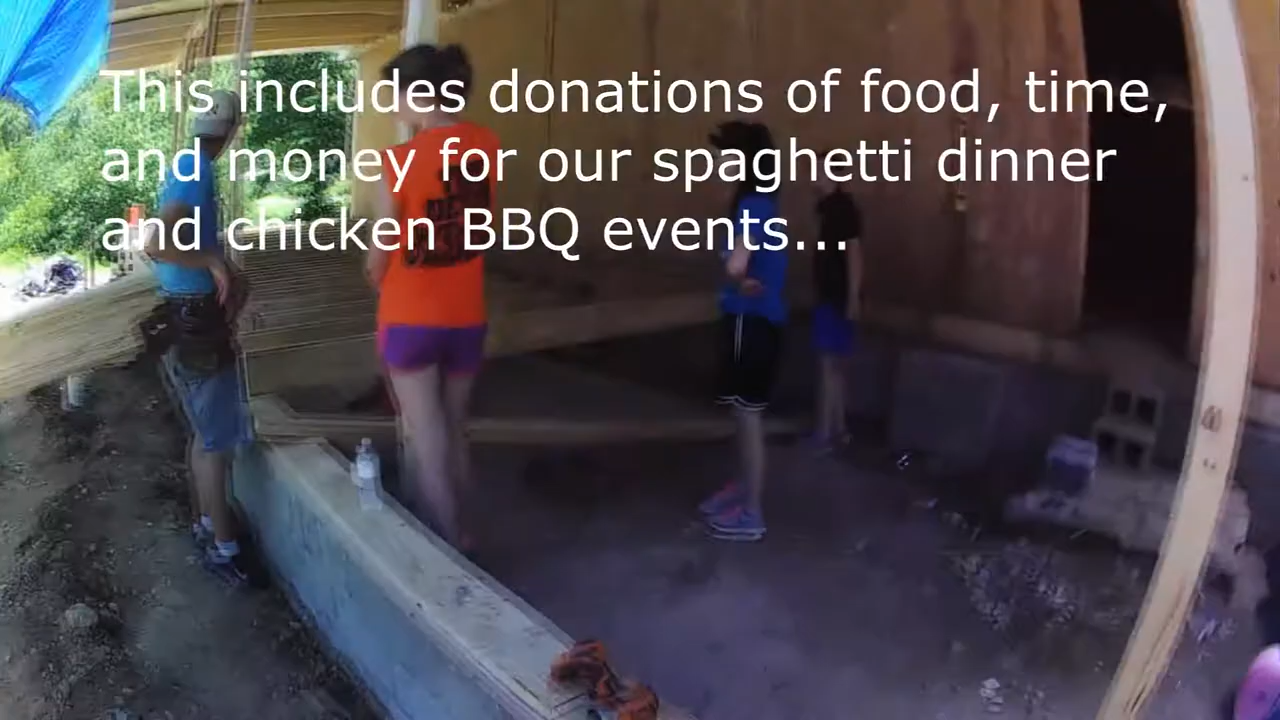 This includes donations of food, time,
and money for our spaghetti dinner
and chicken BBQ events...